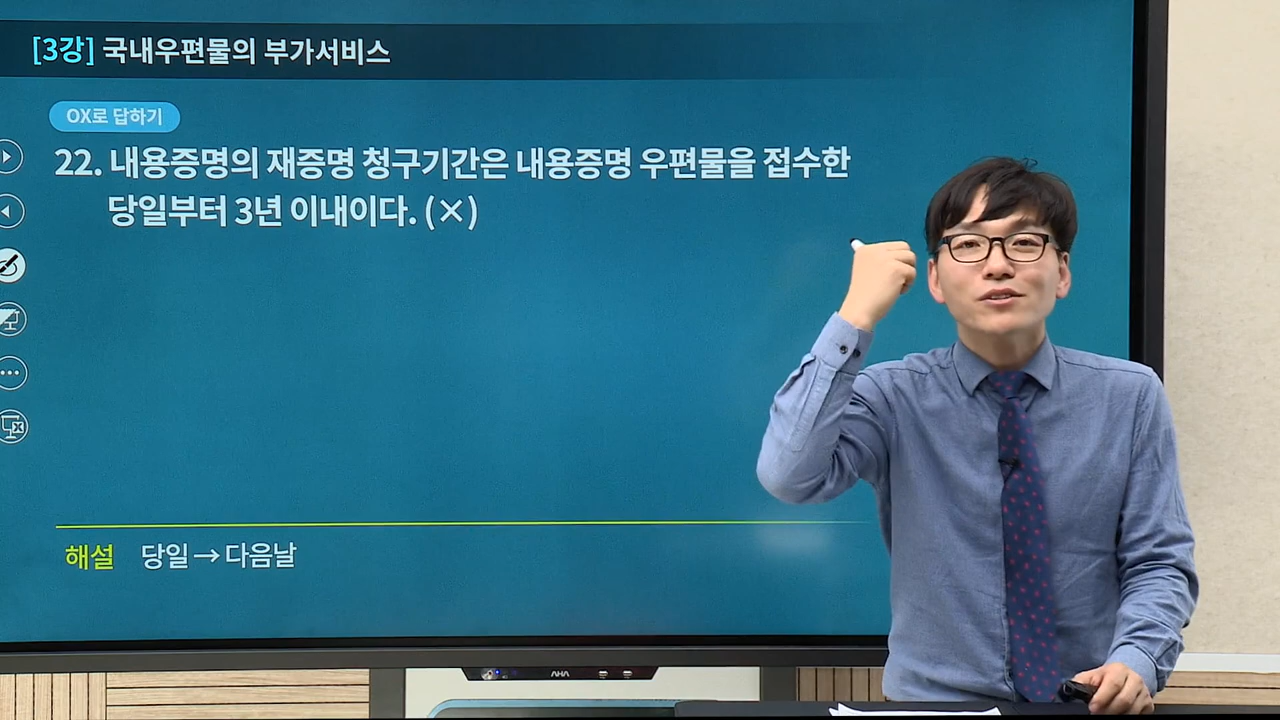 [3강] 국내우편물의 부가서비스
OX로 답하기
22. 내용증명의 재증명 청구기간은 내용증명 우편물을 접수한
당일부터 3년 이내이다. (×)
해설 당일→다음날
AHA